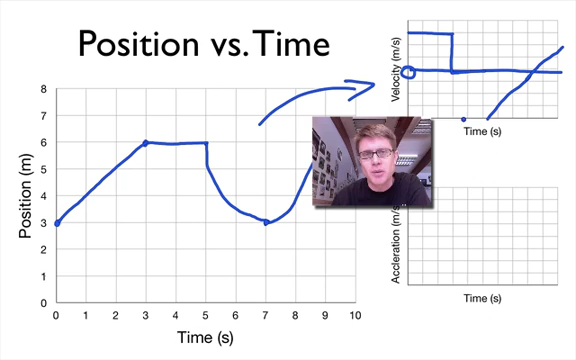 Position vs. Time
Velocity (m/s)
Time (s)
Position (m)
8
7
6
5
4
3
2
1
0
0 1 2 3 4 5 6 7 8 9 10
Time (s)
Acceleration (m/s
Time (s)